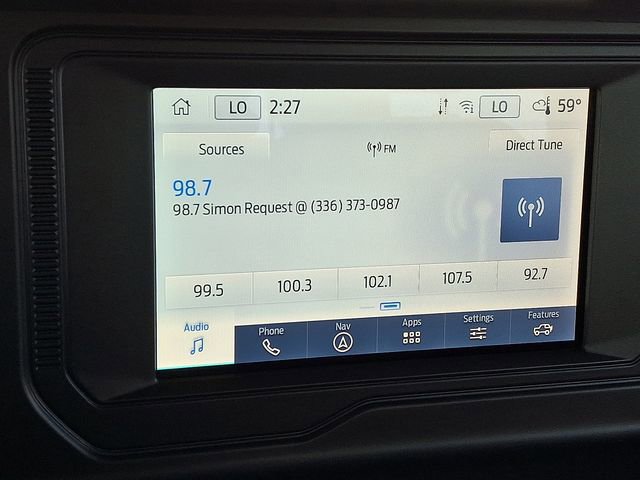 LO 2:27 LO 59°
Sources FM Direct Tune
98.7
98.7 Simon Request @ (336) 373-0987
99.5 100.3 102.1 107.5 92.7
Audio Phone Nav Apps Settings Features